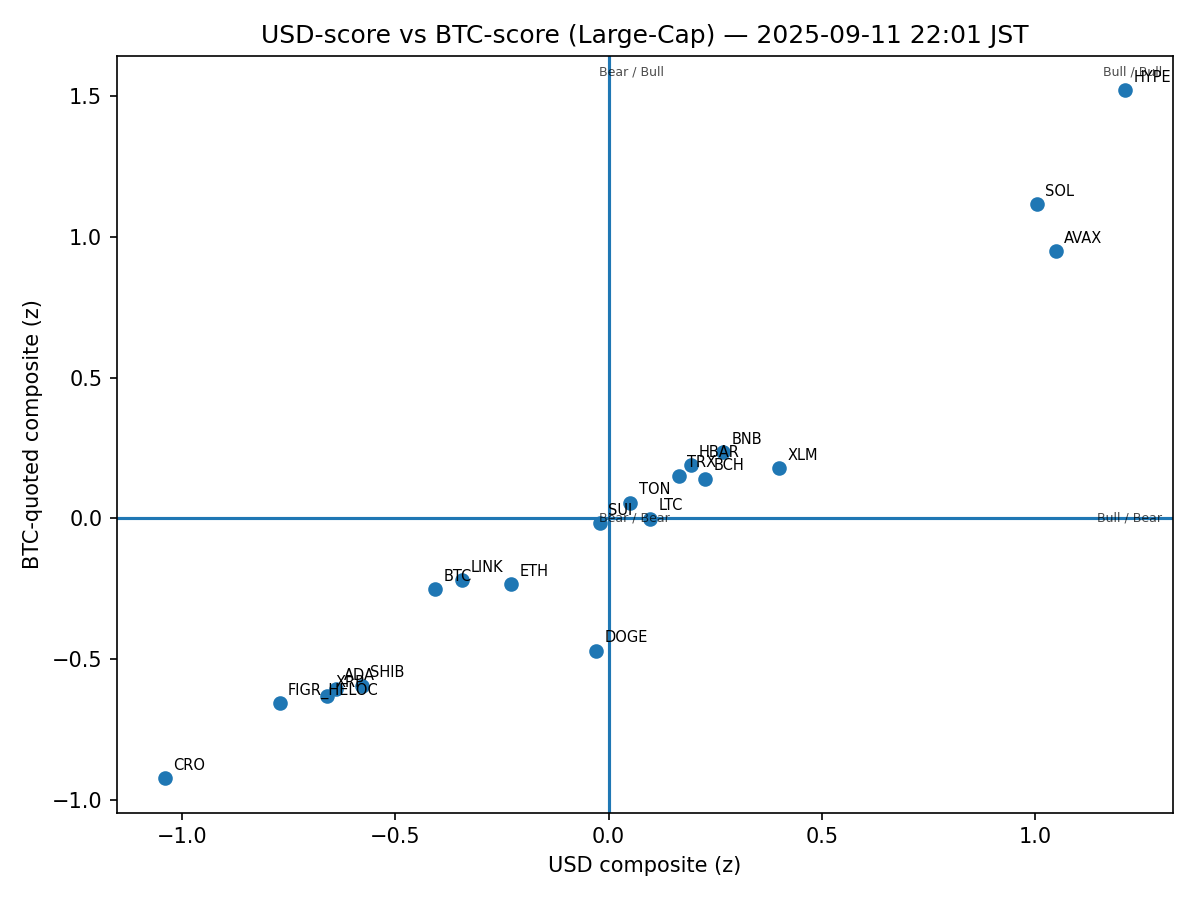 USD-score vs BTC-score (Large-Cap) — 2025-09-11 22:01 JST
Bear / Bull
Bull / Bull
HYPE
1.5
SOL
AVAX
1.0
0.5
BNB
HBAR
XLM
TRX
BCH
TON
LTC
SUI
0.0
Bear / Bear
Bull / Bear
LINK
ETH
BTC
DOGE
−0.5
SHIB
ADA
XRP
FIGR_HELOC
CRO
−1.0
−1.0
−0.5
0.0
0.5
1.0
USD composite (z)
BTC-quoted composite (z)